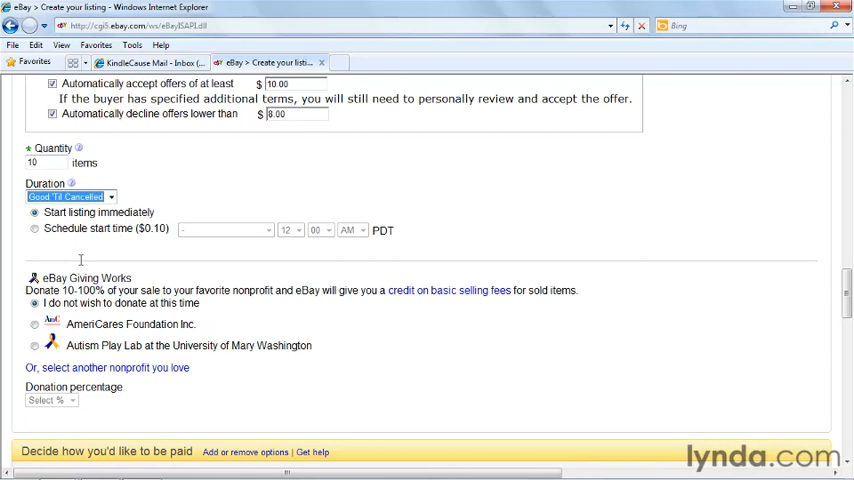 eBay > Create your listing - Windows Internet Explorer
http://cgi5.ebay.com/ws/eBayISAPI.dll
Bing
File Edit View Favorites Tools Help
Favorites
KindleCause Mail - Inbox (...
eBay > Create your listi...
Automatically accept offers of at least $ 10.00
If the buyer has specified additional terms, you will still need to personally review and accept the offer.
Automatically decline offers lower than $ 8.00
* Quantity
10 items
Duration
Good 'Til Cancelled
Start listing immediately
Schedule start time ($0.10) - 12 00 AM PDT
eBay Giving Works
Donate 10-100% of your sale to your favorite nonprofit and eBay will give you a credit on basic selling fees for sold items.
I do not wish to donate at this time
AmC AmeriCares Foundation Inc.
Autism Play Lab at the University of Mary Washington
Or, select another nonprofit you love
Donation percentage
Select %
Decide how you'd like to be paid Add or remove options | Get help
lynda.com